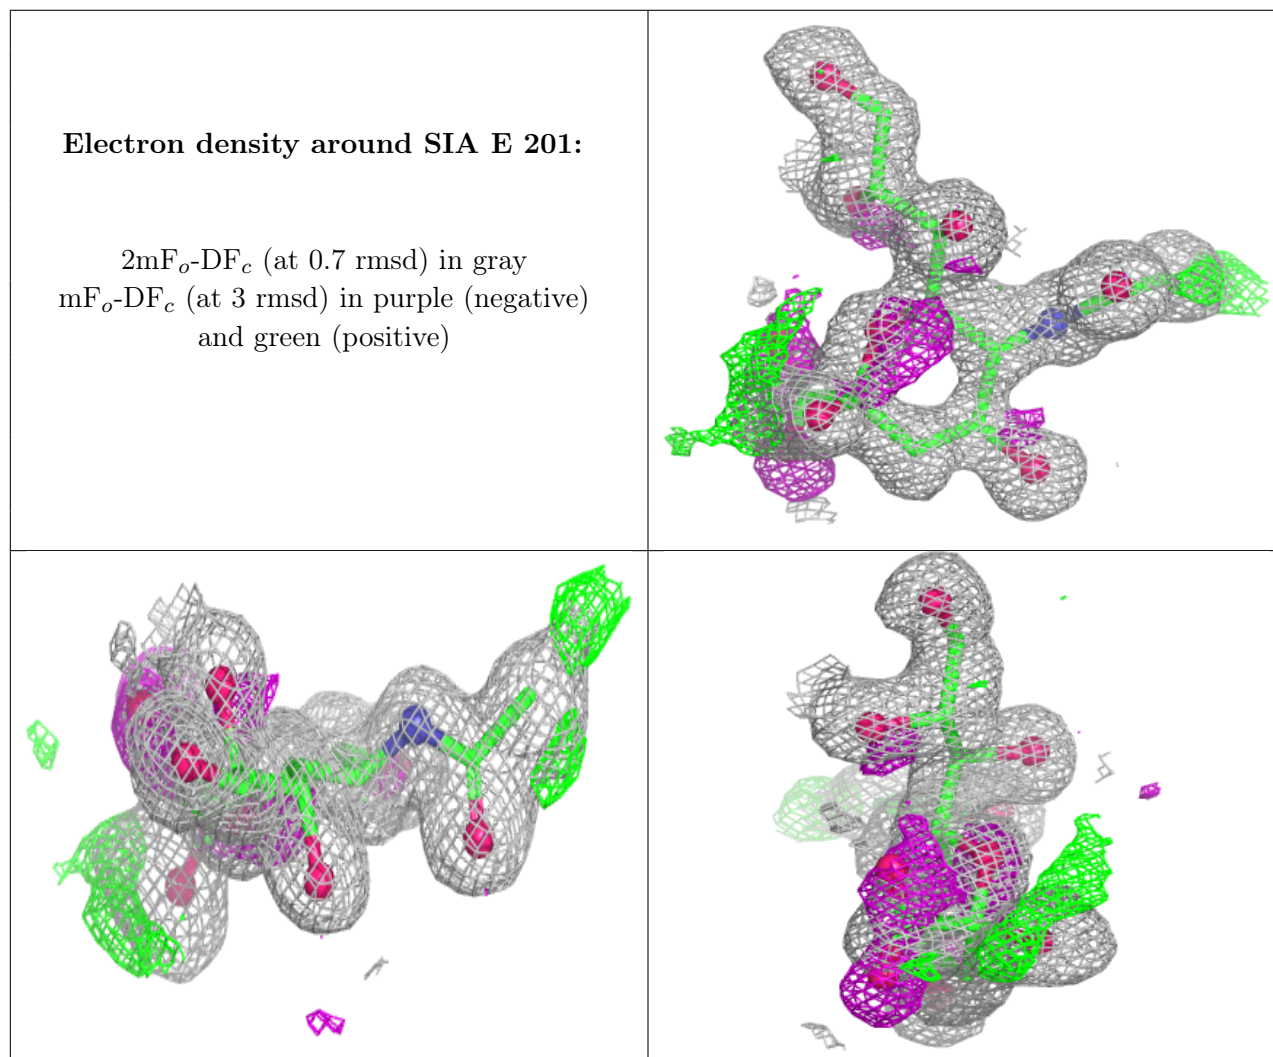 Electron density around SIA E 201:
2mFo-DFc (at 0.7 rmsd) in gray
mFo-DFc (at 3 rmsd) in purple (negative)
and green (positive)